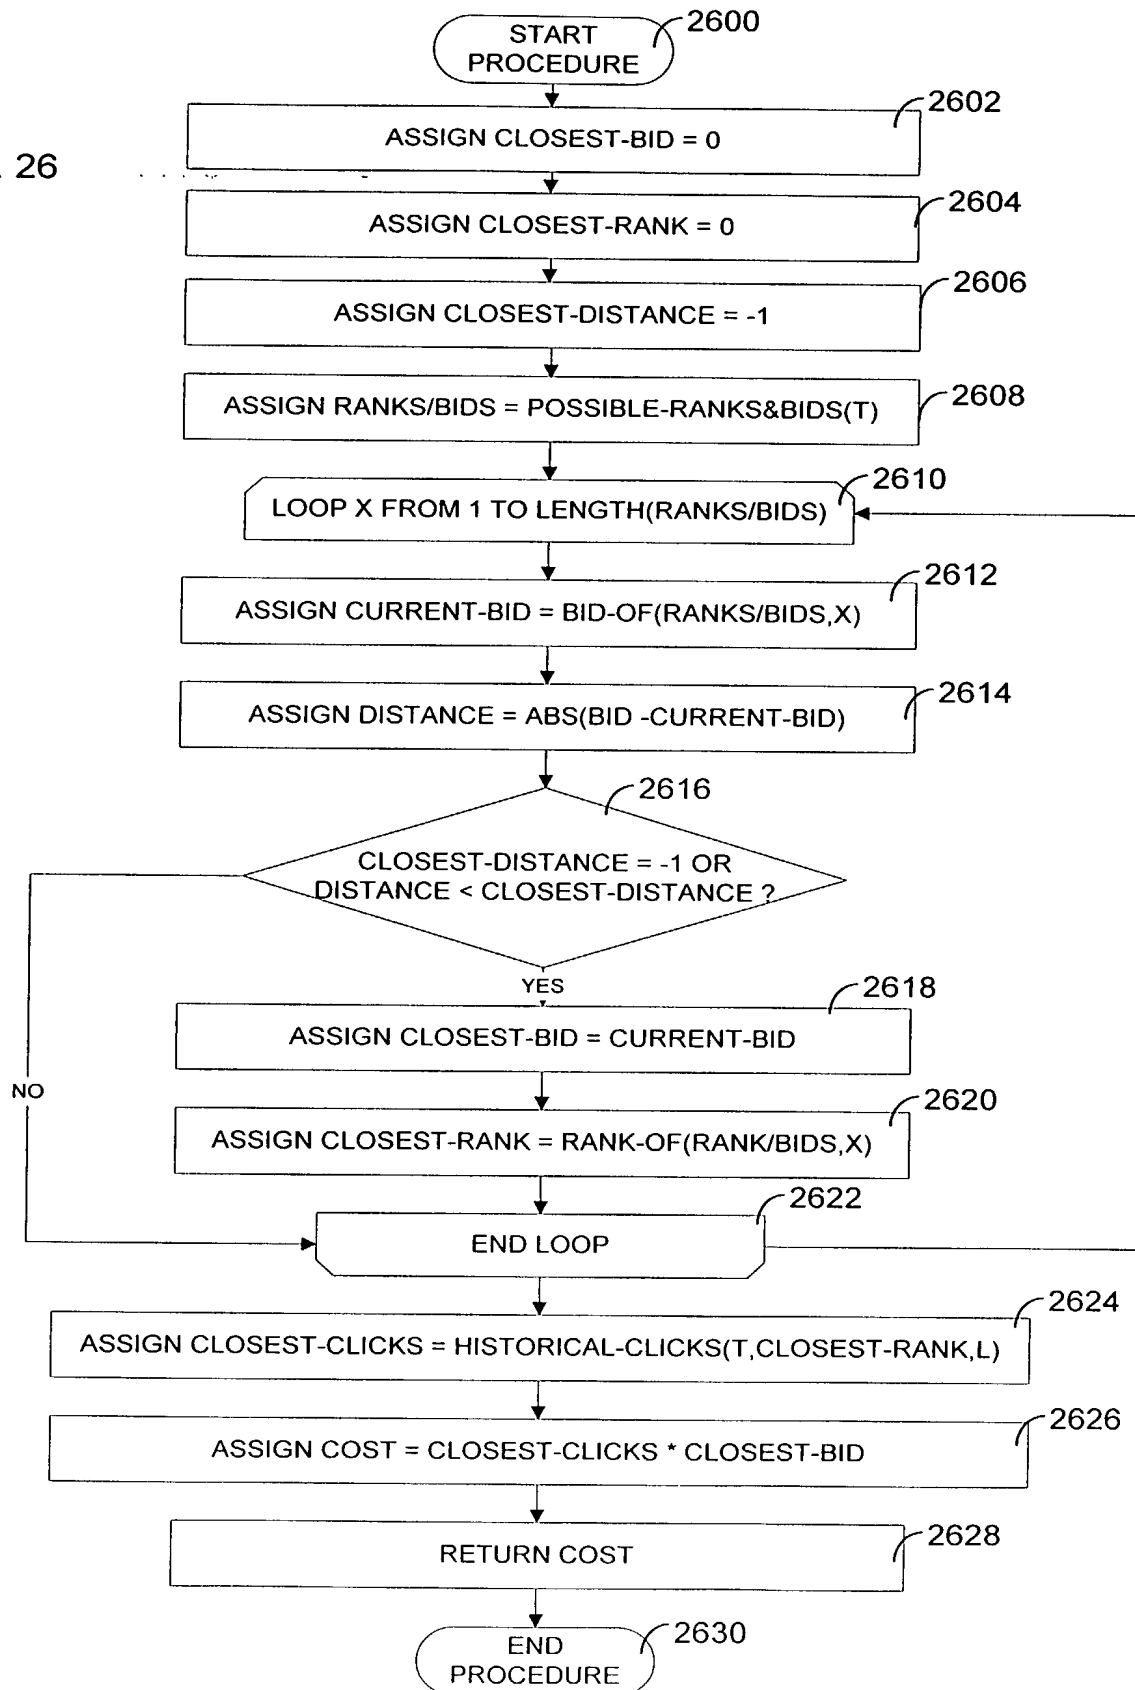 START
PROCEDURE
2600
ASSIGN CLOSEST-BID = 0
2602
. 26
ASSIGN CLOSEST-RANK = 0
2604
ASSIGN CLOSEST-DISTANCE = -1
2606
ASSIGN RANKS/BIDS = POSSIBLE-RANKS&BIDS(T)
2608
LOOP X FROM 1 TO LENGTH(RANKS/BIDS)
2610
ASSIGN CURRENT-BID = BID-OF(RANKS/BIDS,X)
2612
ASSIGN DISTANCE = ABS(BID -CURRENT-BID)
2614
2616
CLOSEST-DISTANCE = -1 OR
DISTANCE < CLOSEST-DISTANCE ?
YES
NO
ASSIGN CLOSEST-BID = CURRENT-BID
2618
ASSIGN CLOSEST-RANK = RANK-OF(RANK/BIDS,X)
2620
END LOOP
2622
ASSIGN CLOSEST-CLICKS = HISTORICAL-CLICKS(T,CLOSEST-RANK,L)
2624
ASSIGN COST = CLOSEST-CLICKS * CLOSEST-BID
2626
RETURN COST
2628
END
PROCEDURE
2630